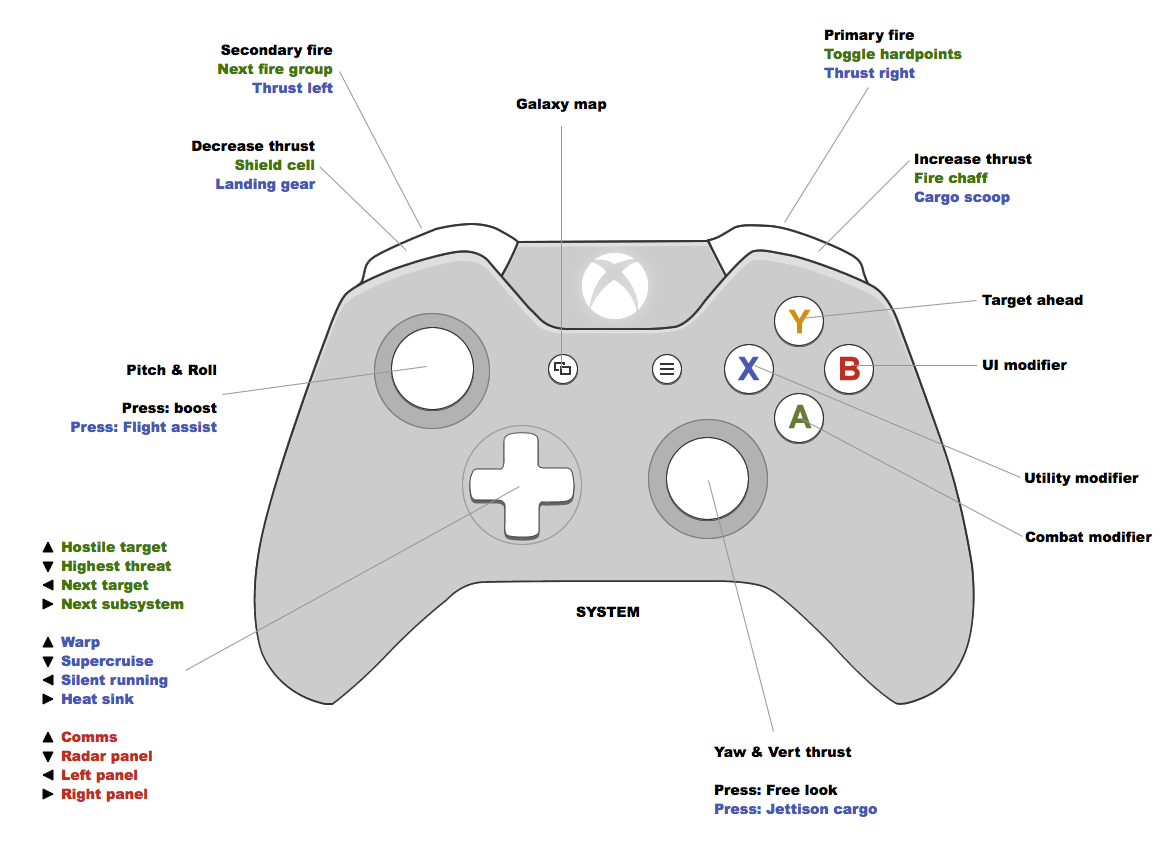 Secondary fire
Next fire group
Thrust left
Primary fire
Toggle hardpoints
Thrust right
Galaxy map
Decrease thrust
Shield cell
Landing gear
Increase thrust
Fire chaff
Cargo scoop
Target ahead
Y
Pitch & Roll
Press: boost
Press: Flight assist
X
B
UI modifier
A
Utility modifier
Combat modifier
▲ Hostile target
▼ Highest threat
◄ Next target
► Next subsystem
▲ Warp
▼ Supercruise
◄ Silent running
► Heat sink
▲ Comms
▼ Radar panel
◄ Left panel
► Right panel
SYSTEM
Yaw & Vert thrust
Press: Free look
Press: Jettison cargo